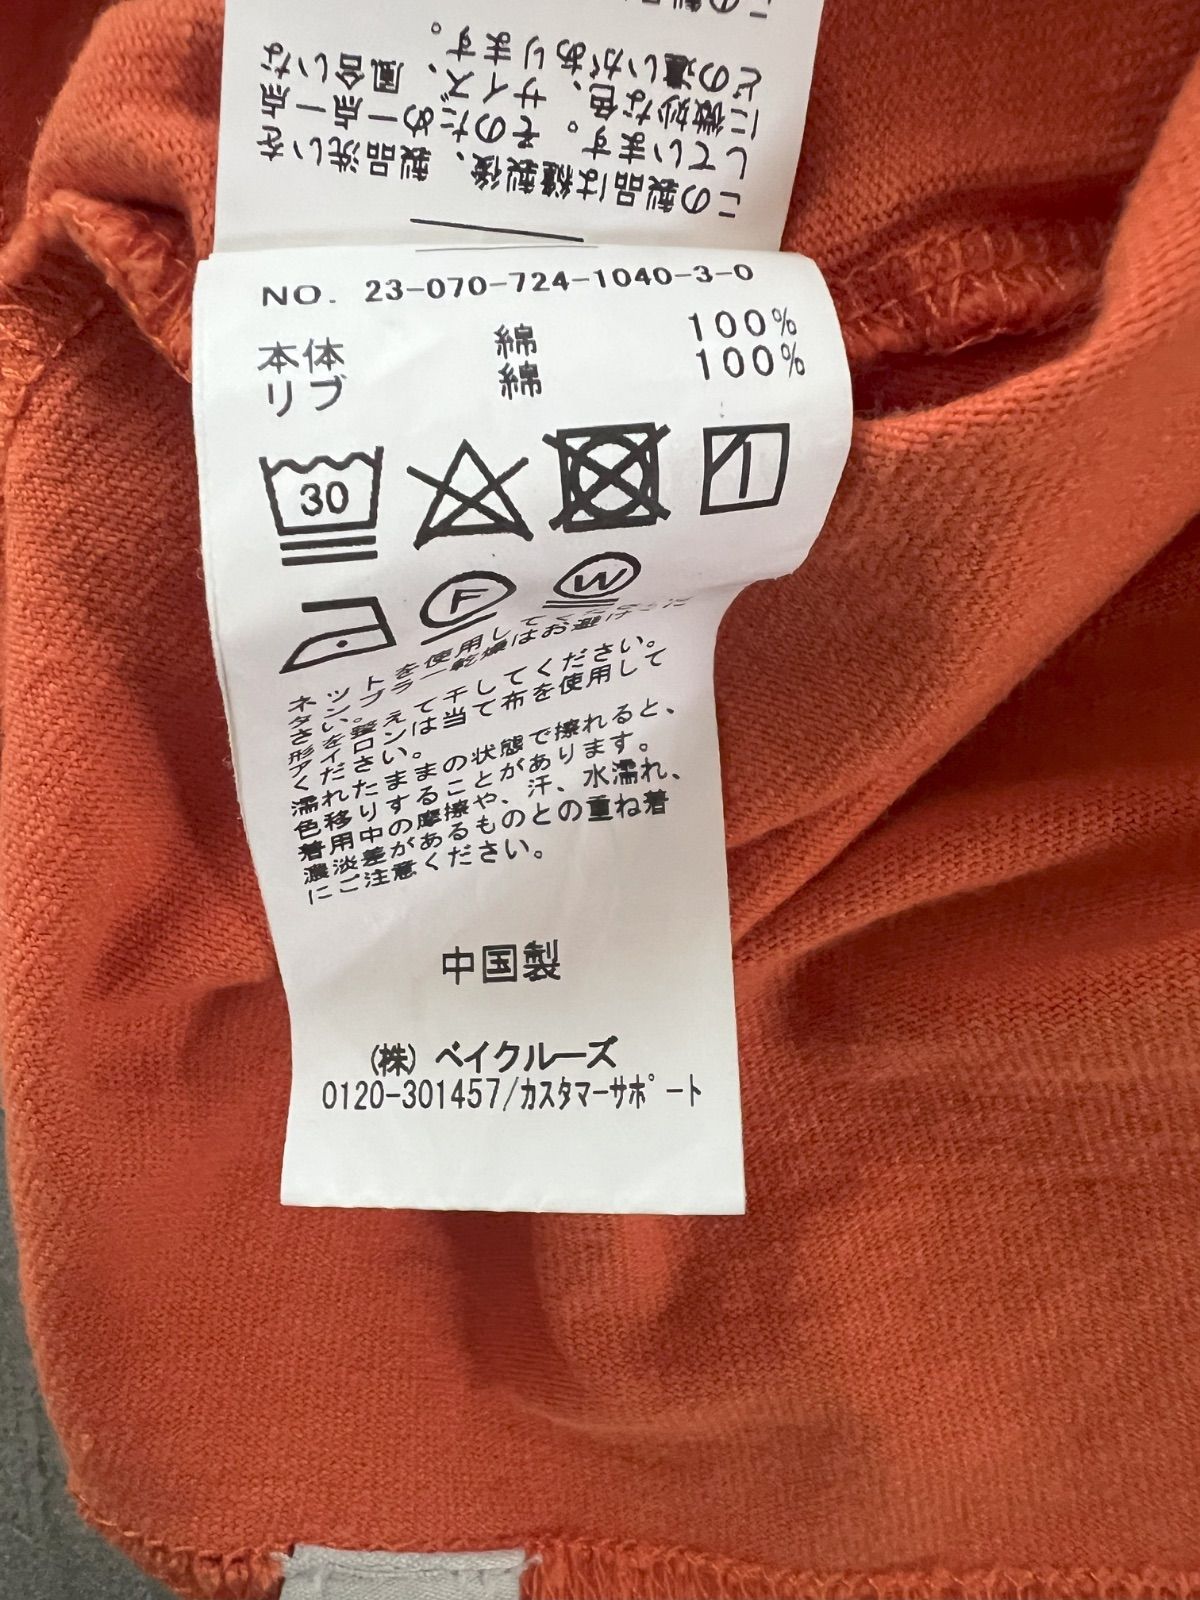 この製品は縫製後、製品洗いを
しています。そのため一点一点
に微妙な色、サイズ、風合いな
どの違いがあります。
NO. 23-070-724-1040-3-0
本体 綿 100%
リブ 綿 100%
30
F
W
ネットを使用してください。
タンブラー乾燥はお避けくだ
さい。
形を整えて干してください。
アイロンは当て布を使用して
ください。
濡れたままの状態で擦れると、
色移りすることがあります。
着用中の摩擦や、汗、水濡れ、
濃淡差があるものとの重ね着
にご注意ください。
中国製
(株) ベイクルーズ
0120-301457/カスタマーサポート